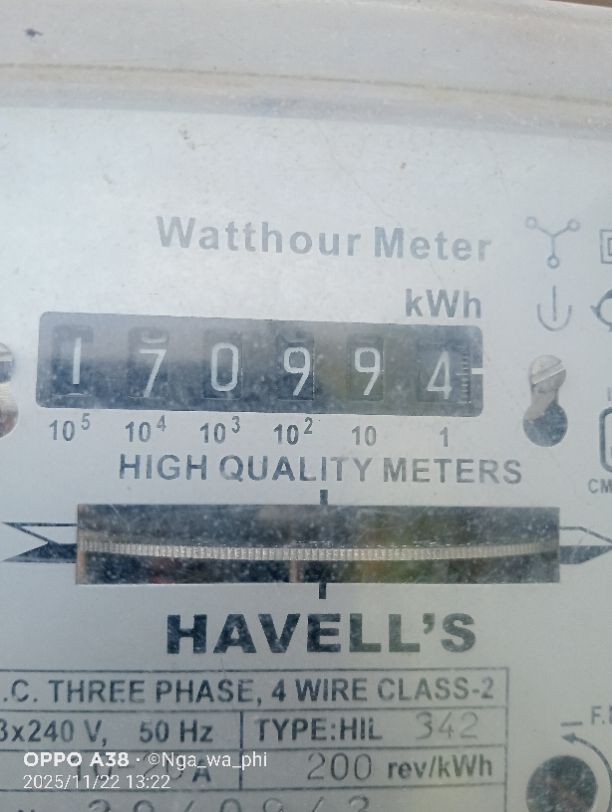 Watthour Meter
kWh
1 7 0 9 9 4
10⁵ 10⁴ 10³ 10² 10 1
HIGH QUALITY METERS
CM
HAVELL'S
.C. THREE PHASE, 4 WIRE CLASS-2
3x240 V, 50 Hz TYPE:HIL 342
F.
A 200 rev/kWh
OPPO A38 · ©Nga_wa_phi
2025/11/22 13:22